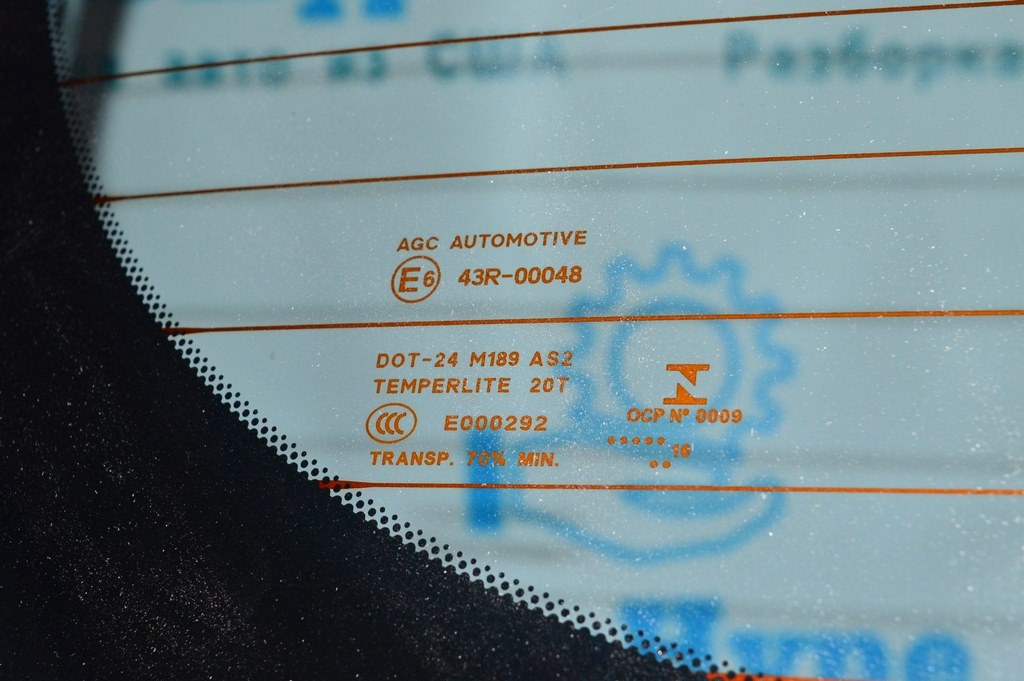 авто из США Разборка
AGC AUTOMOTIVE
E6 43R-00048
DOT-24 M189 AS2
TEMPERLITE 20T
OCP Nº 0009
CCC E000292
16
TRANSP. 70% MIN.